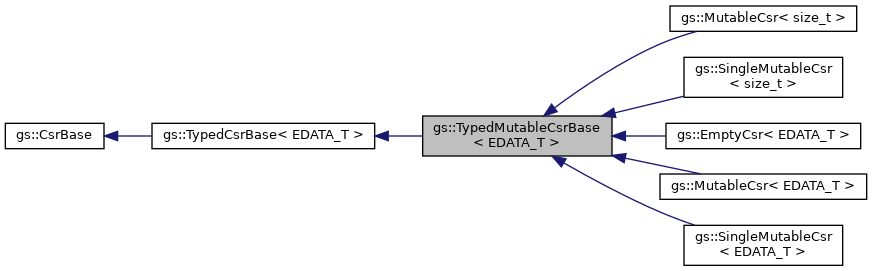 gs::CsrBase
gs::TypedCsrBase< EDATA_T >
gs::TypedMutableCsrBase
< EDATA_T >
gs::MutableCsr< size_t >
gs::SingleMutableCsr
< size_t >
gs::EmptyCsr< EDATA_T >
gs::MutableCsr< EDATA_T >
gs::SingleMutableCsr
< EDATA_T >